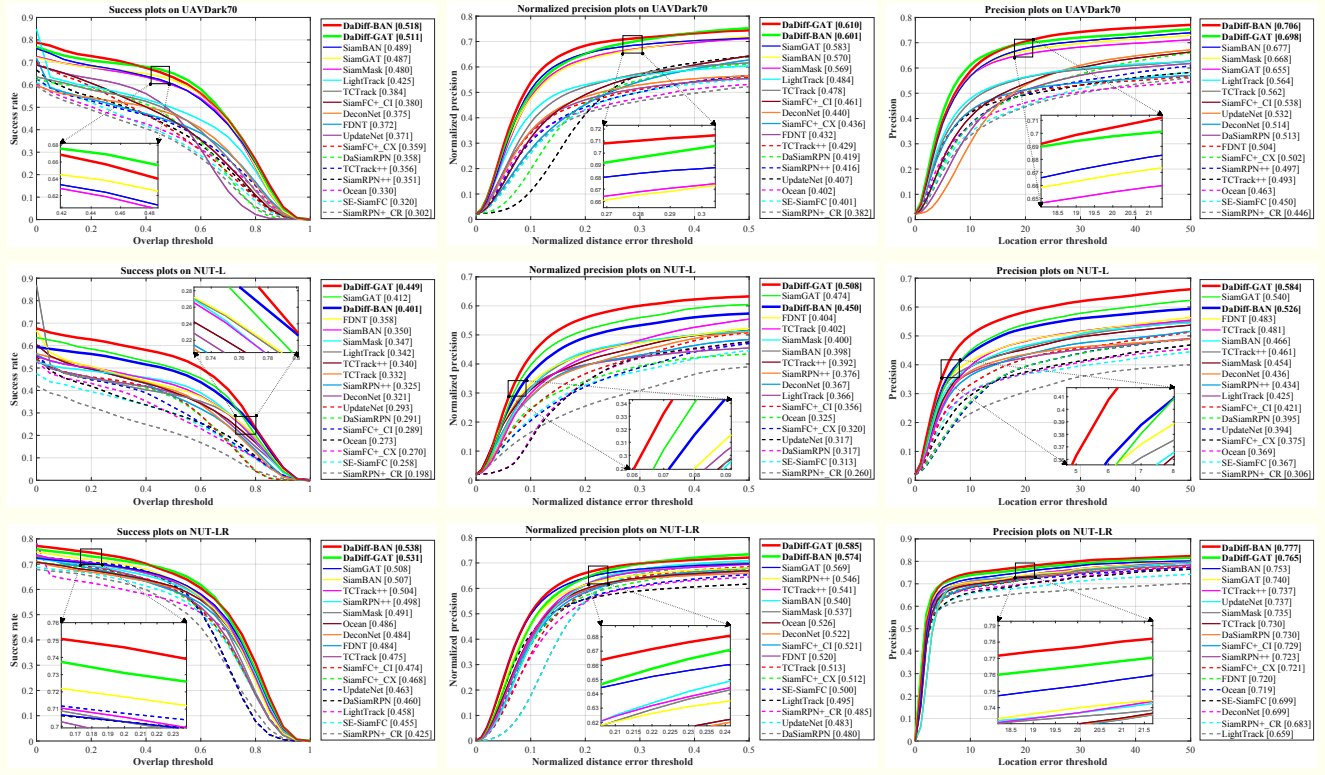 Success plots on UAVDark70
Success rate
Overlap threshold
DaDiff-BAN [0.518]
DaDiff-GAT [0.511]
SiamBAN [0.489]
SiamGAT [0.487]
SiamMask [0.480]
LightTrack [0.425]
TCTrack [0.384]
SiamFC+_CI [0.380]
DeconNet [0.375]
FDNT [0.372]
UpdateNet [0.371]
SiamFC+_CX [0.359]
DaSiamRPN [0.358]
TCTrack++ [0.356]
SiamRPN++ [0.351]
Ocean [0.330]
SE-SiamFC [0.320]
SiamRPN+_CR [0.302]
Normalized precision plots on UAVDark70
Normalized precision
Normalized distance error threshold
DaDiff-GAT [0.610]
DaDiff-BAN [0.601]
SiamGAT [0.583]
SiamBAN [0.570]
SiamMask [0.569]
LightTrack [0.484]
TCTrack [0.478]
SiamFC+_CI [0.461]
DeconNet [0.440]
SiamFC+_CX [0.436]
FDNT [0.432]
TCTrack++ [0.429]
DaSiamRPN [0.419]
SiamRPN++ [0.416]
UpdateNet [0.407]
Ocean [0.402]
SE-SiamFC [0.401]
SiamRPN+_CR [0.382]
Precision plots on UAVDark70
Precision
Location error threshold
DaDiff-BAN [0.706]
DaDiff-GAT [0.698]
SiamBAN [0.677]
SiamMask [0.668]
SiamGAT [0.655]
LightTrack [0.564]
TCTrack [0.562]
SiamFC+_CI [0.538]
UpdateNet [0.532]
DeconNet [0.514]
DaSiamRPN [0.513]
FDNT [0.504]
SiamFC+_CX [0.502]
SiamRPN++ [0.497]
TCTrack++ [0.493]
Ocean [0.463]
SE-SiamFC [0.450]
SiamRPN+_CR [0.446]
Success plots on NUT-L
Success rate
Overlap threshold
DaDiff-GAT [0.449]
SiamGAT [0.412]
DaDiff-BAN [0.401]
FDNT [0.358]
SiamBAN [0.350]
SiamMask [0.347]
LightTrack [0.342]
TCTrack++ [0.340]
TCTrack [0.332]
SiamRPN++ [0.325]
DeconNet [0.321]
UpdateNet [0.293]
DaSiamRPN [0.291]
SiamFC+_CI [0.289]
Ocean [0.273]
SiamFC+_CX [0.270]
SE-SiamFC [0.258]
SiamRPN+_CR [0.198]
Normalized precision plots on NUT-L
Normalized precision
Normalized distance error threshold
DaDiff-GAT [0.508]
SiamGAT [0.474]
DaDiff-BAN [0.450]
FDNT [0.404]
TCTrack [0.402]
SiamMask [0.400]
SiamBAN [0.398]
TCTrack++ [0.392]
SiamRPN++ [0.376]
DeconNet [0.367]
LightTrack [0.366]
SiamFC+_CI [0.356]
Ocean [0.325]
SiamFC+_CX [0.320]
UpdateNet [0.317]
DaSiamRPN [0.317]
SE-SiamFC [0.313]
SiamRPN+_CR [0.260]
Precision plots on NUT-L
Precision
Location error threshold
DaDiff-GAT [0.584]
SiamGAT [0.540]
DaDiff-BAN [0.526]
FDNT [0.483]
TCTrack [0.481]
SiamBAN [0.466]
TCTrack++ [0.461]
SiamMask [0.454]
DeconNet [0.436]
SiamRPN++ [0.434]
LightTrack [0.425]
SiamFC+_CI [0.421]
DaSiamRPN [0.395]
UpdateNet [0.394]
SiamFC+_CX [0.375]
Ocean [0.369]
SE-SiamFC [0.367]
SiamRPN+_CR [0.306]
Success plots on NUT-LR
Success rate
Overlap threshold
DaDiff-BAN [0.538]
DaDiff-GAT [0.531]
SiamGAT [0.508]
SiamBAN [0.507]
TCTrack++ [0.504]
SiamRPN++ [0.498]
SiamMask [0.491]
Ocean [0.486]
DeconNet [0.484]
FDNT [0.484]
TCTrack [0.475]
SiamFC+_CI [0.474]
SiamFC+_CX [0.468]
UpdateNet [0.463]
DaSiamRPN [0.460]
LightTrack [0.458]
SE-SiamFC [0.455]
SiamRPN+_CR [0.425]
Normalized precision plots on NUT-LR
Normalized precision
Normalized distance error threshold
DaDiff-GAT [0.585]
DaDiff-BAN [0.574]
SiamGAT [0.569]
SiamRPN++ [0.546]
TCTrack++ [0.541]
SiamBAN [0.540]
SiamMask [0.537]
Ocean [0.526]
DeconNet [0.522]
SiamFC+_CI [0.521]
FDNT [0.520]
TCTrack [0.513]
SiamFC+_CX [0.512]
SE-SiamFC [0.500]
LightTrack [0.495]
SiamRPN+_CR [0.485]
UpdateNet [0.483]
DaSiamRPN [0.480]
Precision plots on NUT-LR
Precision
Location error threshold
DaDiff-BAN [0.777]
DaDiff-GAT [0.765]
SiamBAN [0.753]
SiamGAT [0.740]
TCTrack++ [0.737]
UpdateNet [0.737]
SiamMask [0.735]
TCTrack [0.730]
DaSiamRPN [0.730]
SiamFC+_CI [0.729]
SiamRPN++ [0.723]
SiamFC+_CX [0.721]
FDNT [0.720]
Ocean [0.719]
SE-SiamFC [0.699]
DeconNet [0.699]
SiamRPN+_CR [0.683]
LightTrack [0.659]